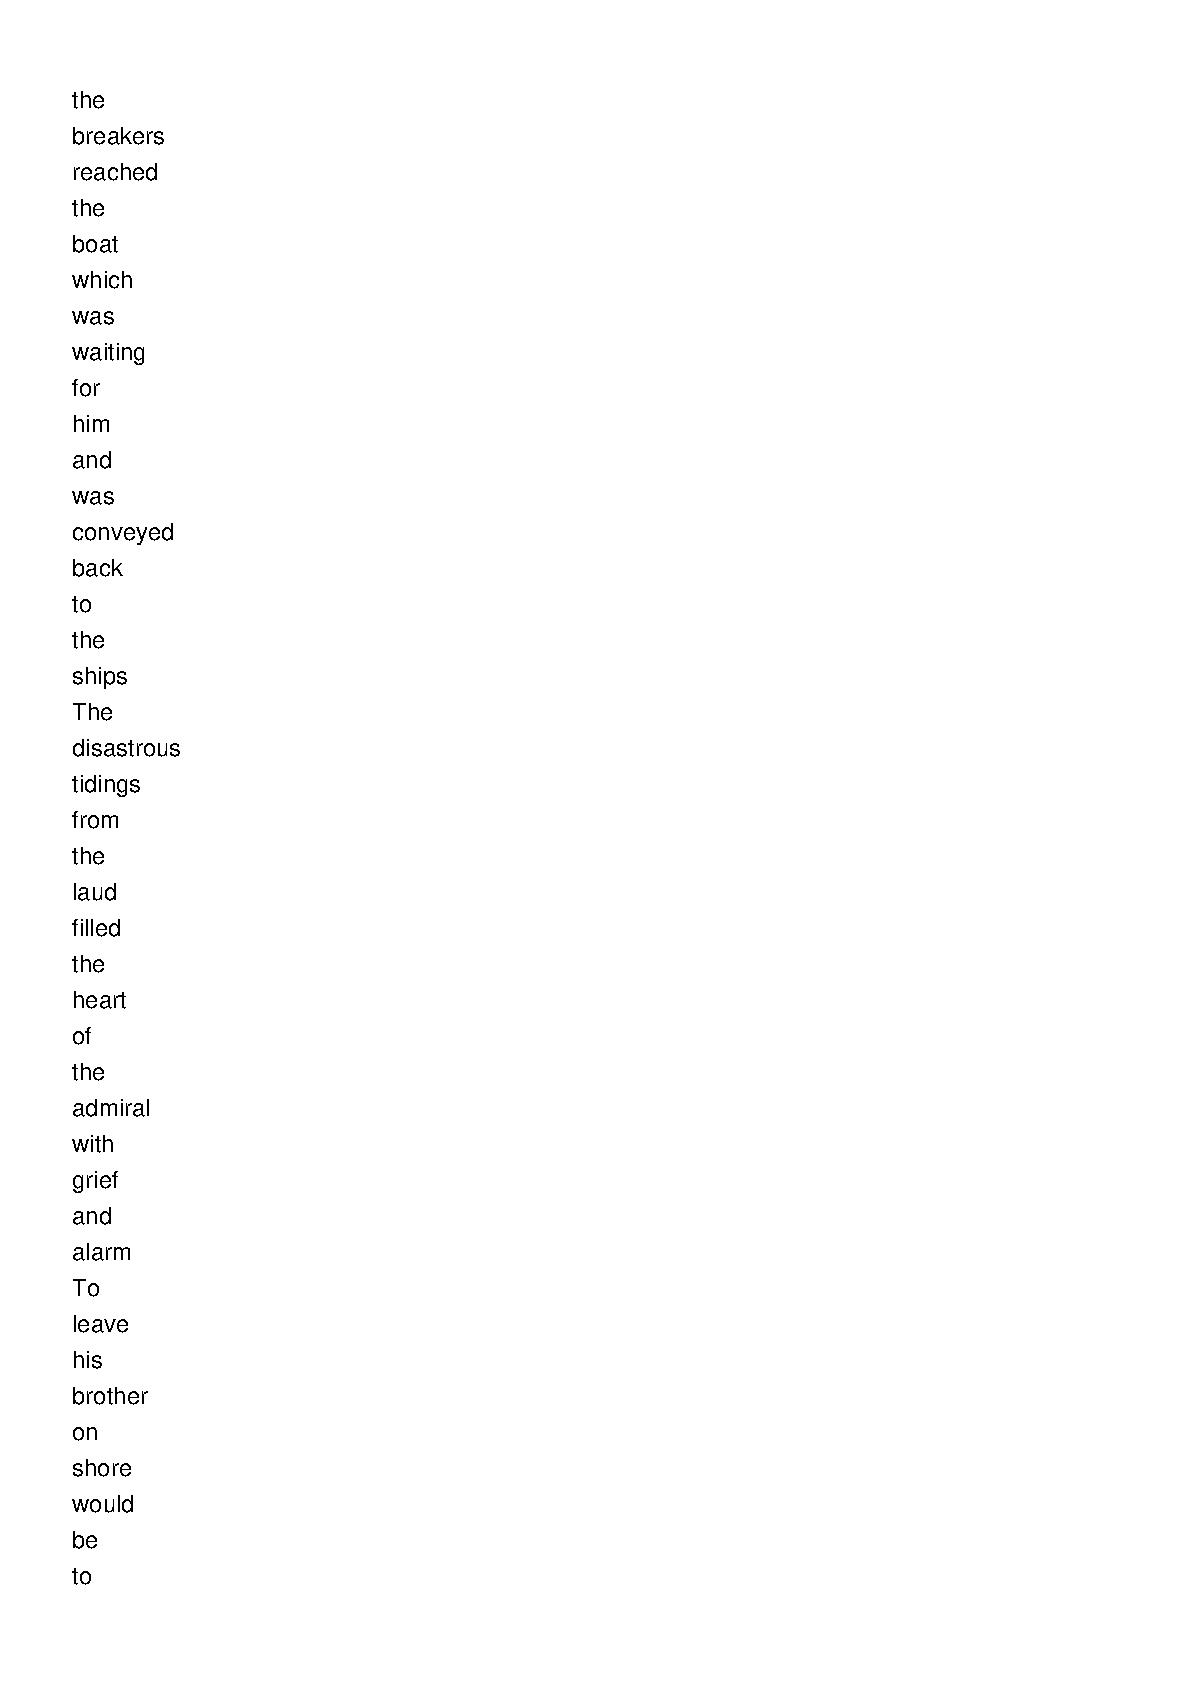 the
breakers
reached
the
boat
which
was
waiting
for
him
and
was
conveyed
back
to
the
ships
The
disastrous
tidings
from
the
laud
filled
the
heart
of
the
admiral
with
grief
and
alarm
To
leave
his
brother
on
shore
would
be
to